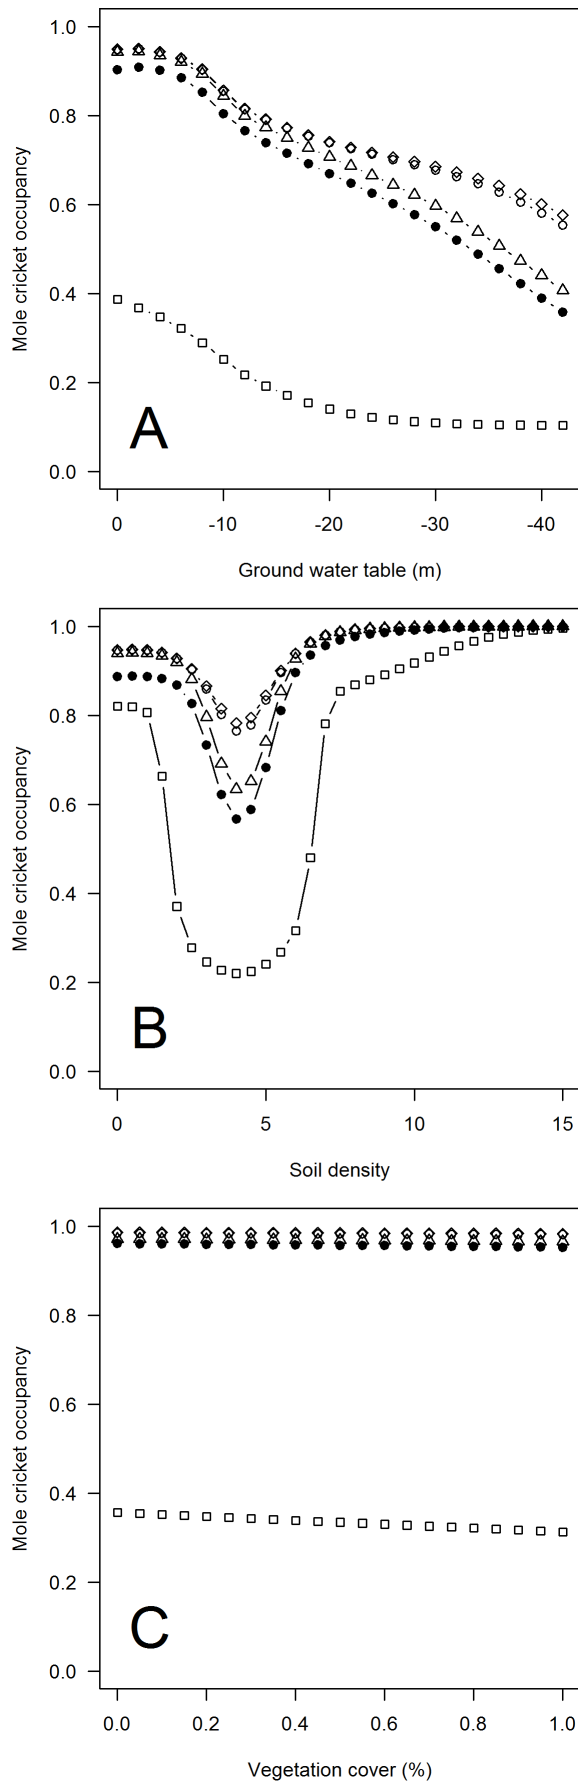 1.0
0.8
0.6
0.4
0.2
0.0
Mole cricket occupancy
A
0 -10 -20 -30 -40
Ground water table (m)
1.0
0.8
0.6
0.4
0.2
0.0
Mole cricket occupancy
B
0 5 10 15
Soil density
1.0
0.8
0.6
0.4
0.2
0.0
Mole cricket occupancy
C
0.0 0.2 0.4 0.6 0.8 1.0
Vegetation cover (%)